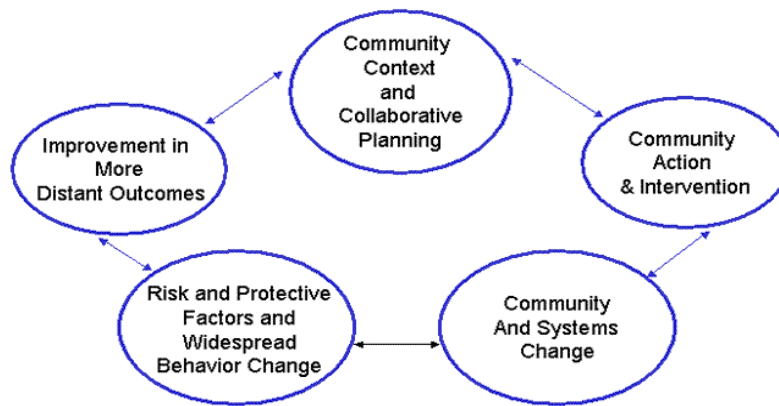 Community
Context
and
Collaborative
Planning
Improvement in
More
Distant Outcomes
Community
Action
& Intervention
Risk and Protective
Factors and
Widespread
Behavior Change
Community
And Systems
Change